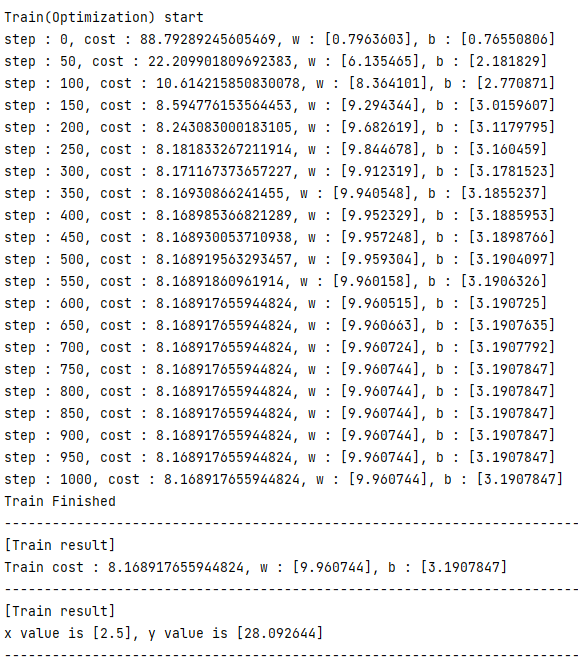 Train(Optimization) start
step : 0, cost : 88.79289245605469, w : [0.7963603], b : [0.76550806]
step : 50, cost : 22.209901809692383, w : [6.135465], b : [2.181829]
step : 100, cost : 10.614215850830078, w : [8.364101], b : [2.770871]
step : 150, cost : 8.594776153564453, w : [9.294344], b : [3.0159607]
step : 200, cost : 8.243083000183105, w : [9.682619], b : [3.1179795]
step : 250, cost : 8.181833267211914, w : [9.844678], b : [3.160459]
step : 300, cost : 8.171167373657227, w : [9.912319], b : [3.1781523]
step : 350, cost : 8.16930866241455, w : [9.940548], b : [3.1855237]
step : 400, cost : 8.168985366821289, w : [9.952329], b : [3.1885953]
step : 450, cost : 8.168930053710938, w : [9.957248], b : [3.1898766]
step : 500, cost : 8.168919563293457, w : [9.959304], b : [3.1904097]
step : 550, cost : 8.16891860961914, w : [9.960158], b : [3.1906326]
step : 600, cost : 8.168917655944824, w : [9.960515], b : [3.190725]
step : 650, cost : 8.168917655944824, w : [9.960663], b : [3.1907635]
step : 700, cost : 8.168917655944824, w : [9.960724], b : [3.1907792]
step : 750, cost : 8.168917655944824, w : [9.960744], b : [3.1907847]
step : 800, cost : 8.168917655944824, w : [9.960744], b : [3.1907847]
step : 850, cost : 8.168917655944824, w : [9.960744], b : [3.1907847]
step : 900, cost : 8.168917655944824, w : [9.960744], b : [3.1907847]
step : 950, cost : 8.168917655944824, w : [9.960744], b : [3.1907847]
step : 1000, cost : 8.168917655944824, w : [9.960744], b : [3.1907847]
Train Finished
------------------------------------------------------------------------
[Train result]
Train cost : 8.168917655944824, w : [9.960744], b : [3.1907847]
------------------------------------------------------------------------
[Train result]
x value is [2.5], y value is [28.092644]
------------------------------------------------------------------------